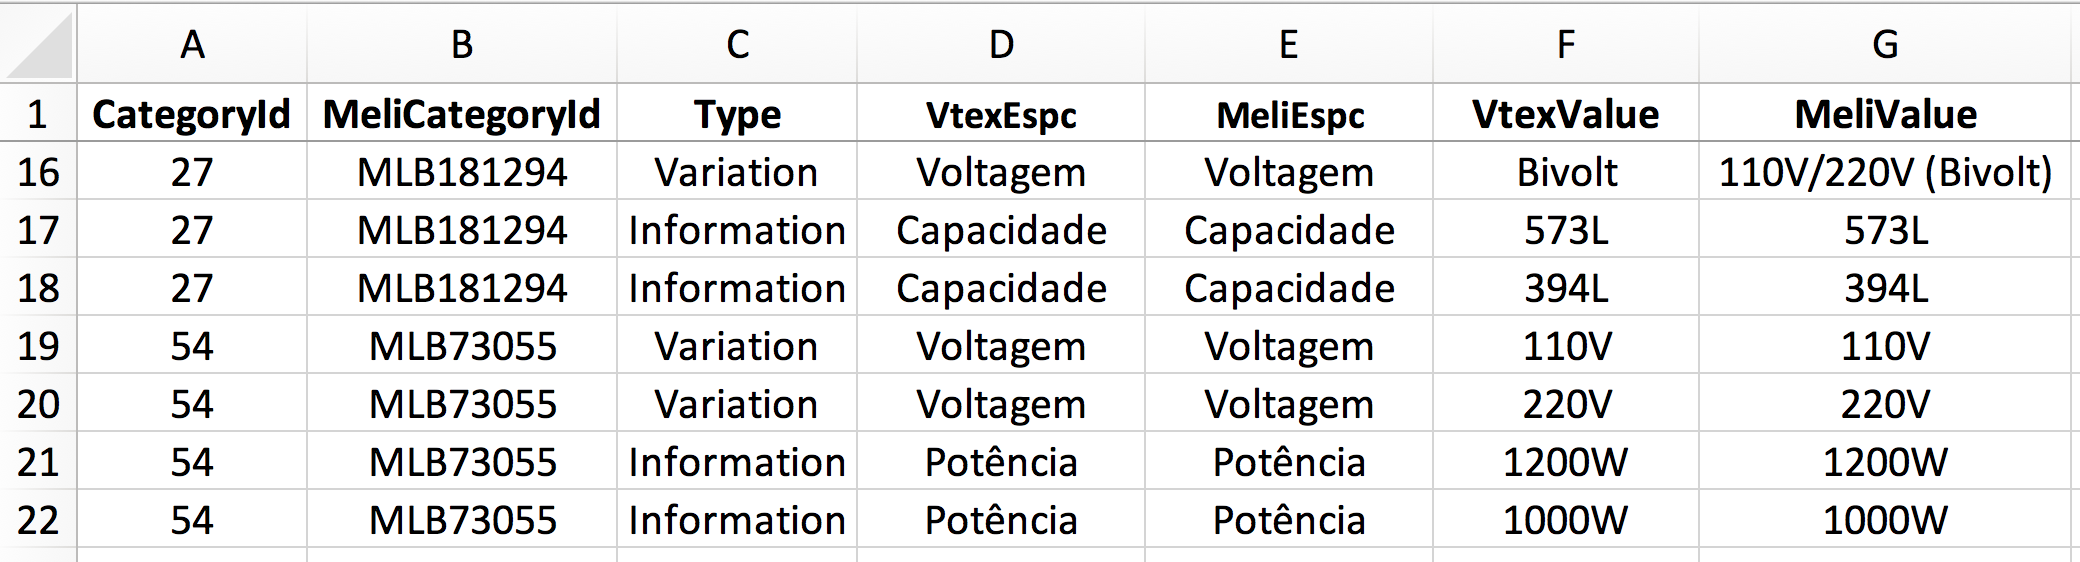 A B C D E F G
1 CategoryId MeliCategoryId Type VtexEspc MeliEspc VtexValue MeliValue
16 27 MLB181294 Variation Voltagem Voltagem Bivolt 110V/220V (Bivolt)
17 27 MLB181294 Information Capacidade Capacidade 573L 573L
18 27 MLB181294 Information Capacidade Capacidade 394L 394L
19 54 MLB73055 Variation Voltagem Voltagem 110V 110V
20 54 MLB73055 Variation Voltagem Voltagem 220V 220V
21 54 MLB73055 Information Potência Potência 1200W 1200W
22 54 MLB73055 Information Potência Potência 1000W 1000W